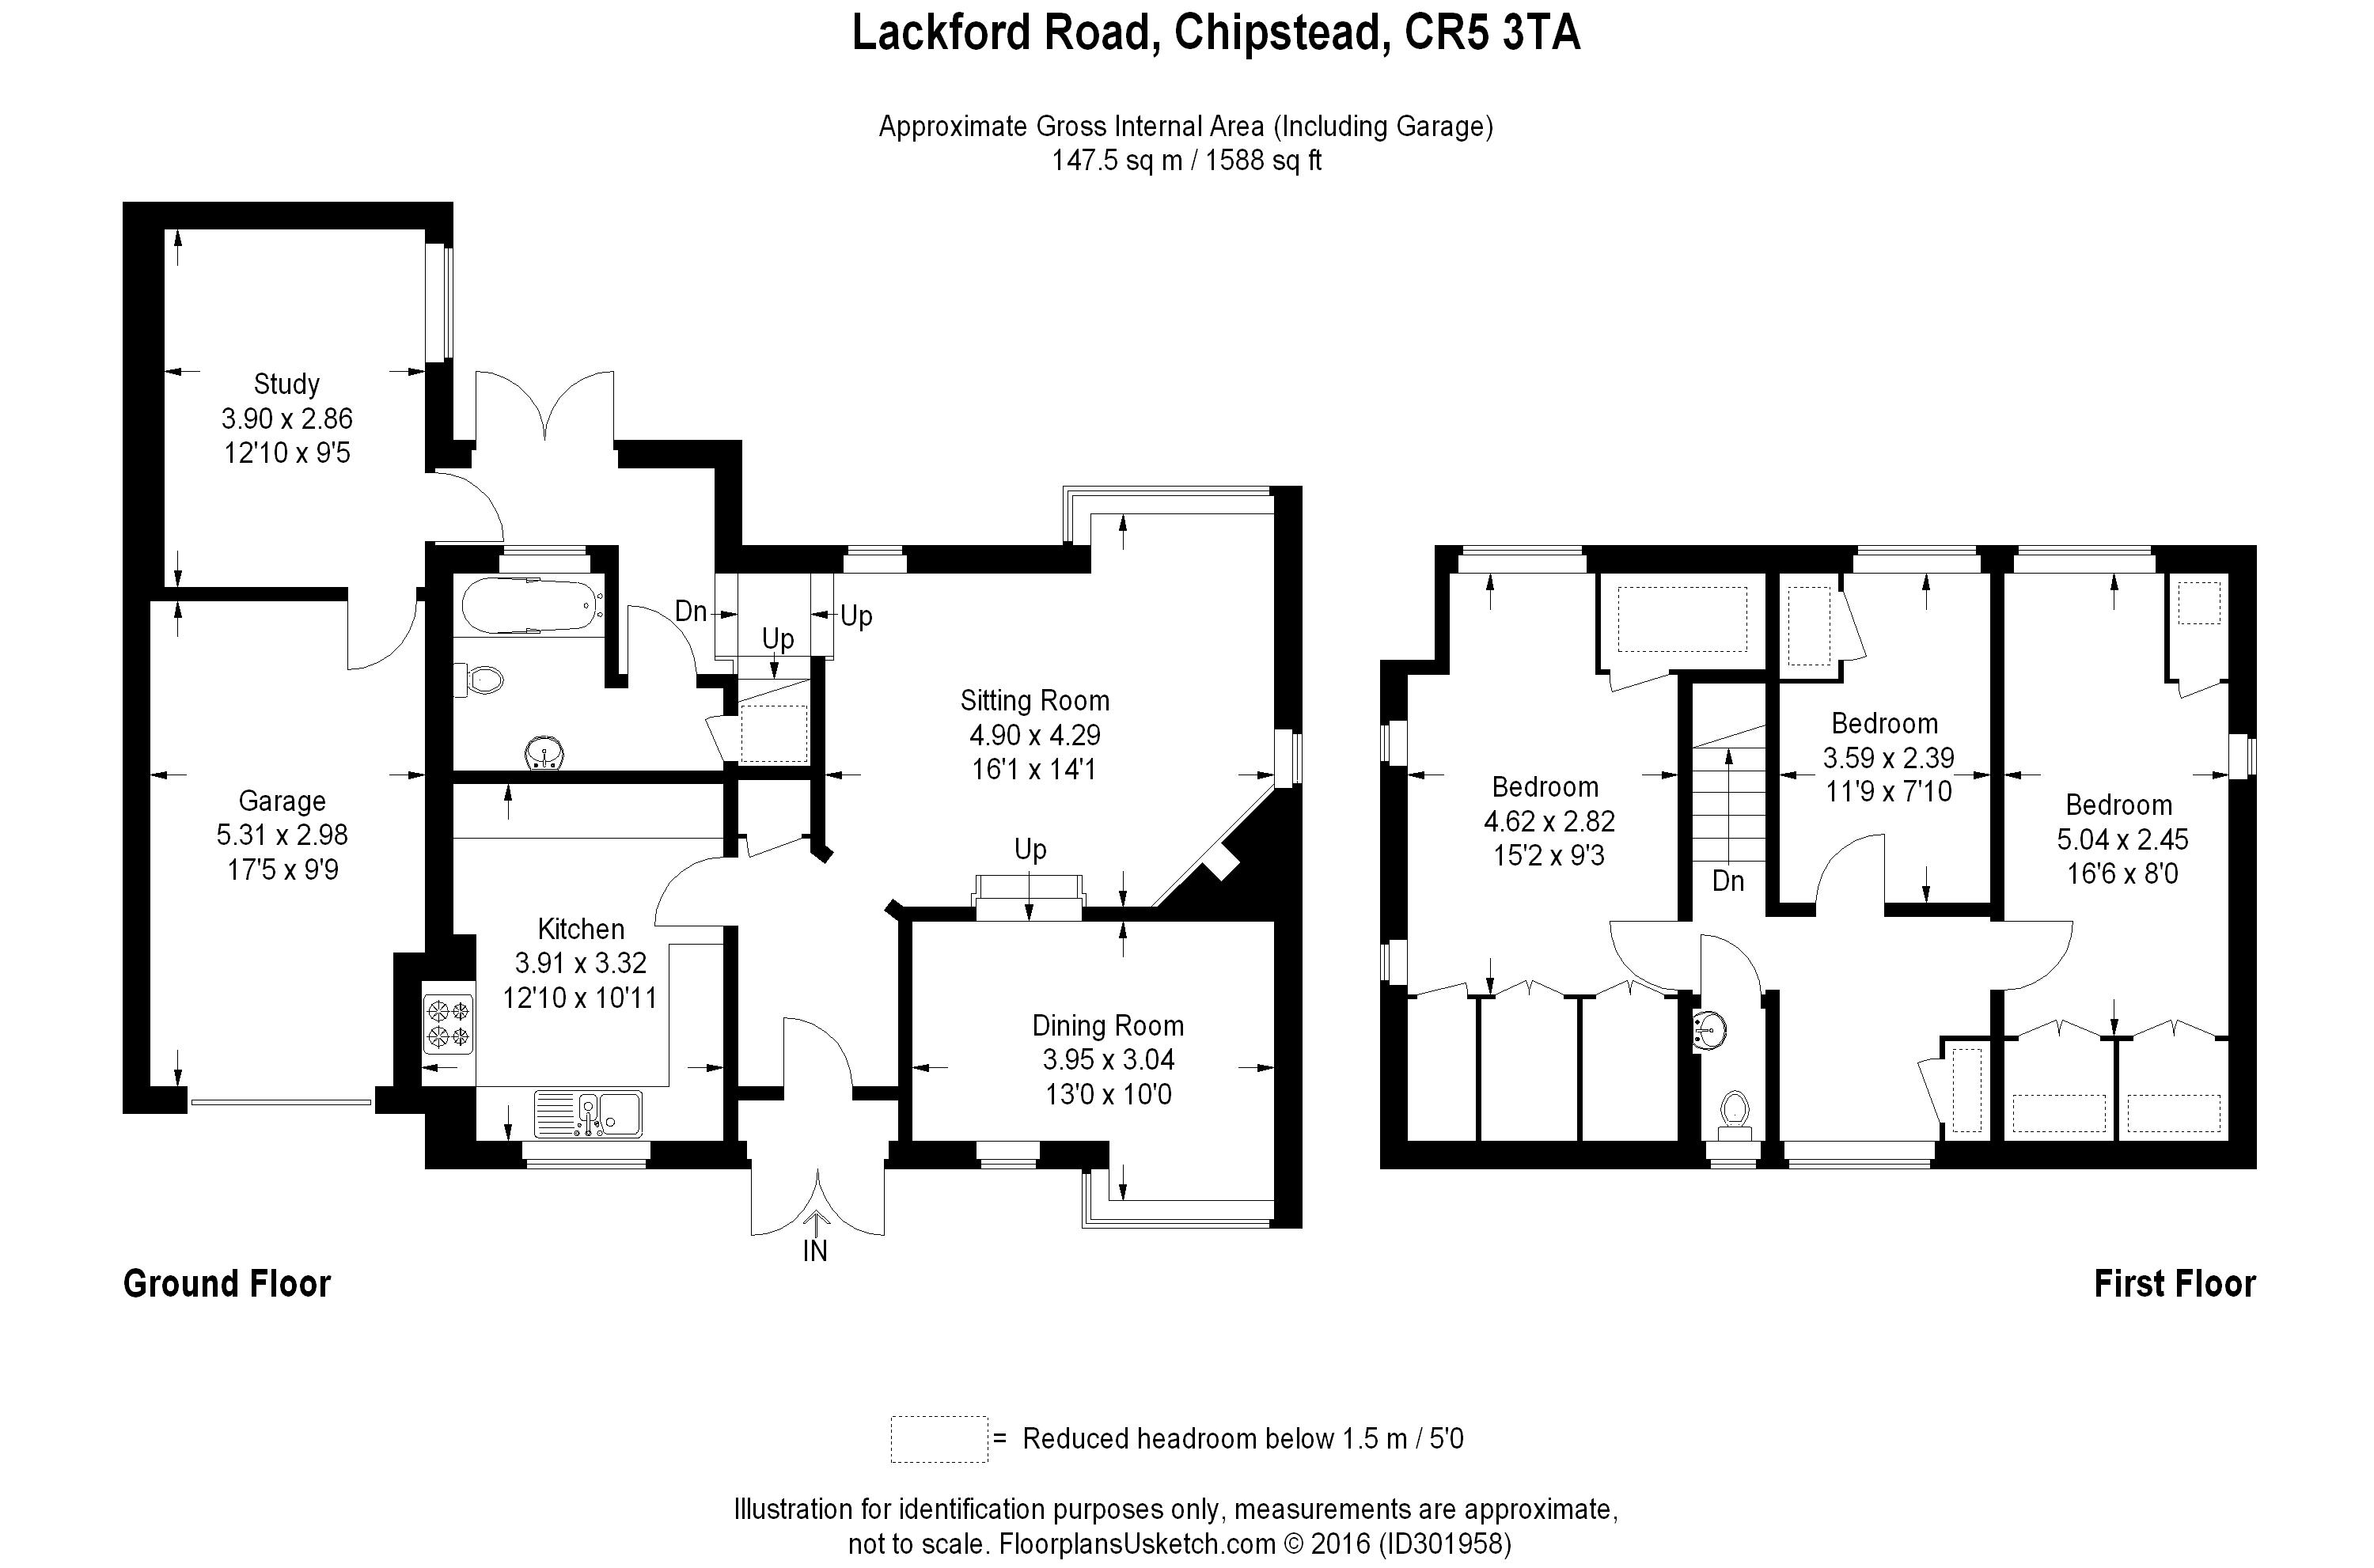 Lackford Road, Chipstead, CR5 3TA
Approximate Gross Internal Area (Including Garage)
147.5 sq m / 1588 sq ft
Study
3.90 x 2.86
12'10 x 9'5
Dn
Up
Up
Garage
5.31 x 2.98
17'5 x 9'9
Sitting Room
4.90 x 4.29
16'1 x 14'1
Up
Kitchen
3.91 x 3.32
12'10 x 10'11
Dining Room
3.95 x 3.04
13'0 x 10'0
IN
Bedroom
4.62 x 2.82
15'2 x 9'3
Dn
Bedroom
3.59 x 2.39
11'9 x 7'10
Bedroom
5.04 x 2.45
16'6 x 8'0
Ground Floor
First Floor
= Reduced headroom below 1.5 m / 5'0
Illustration for identification purposes only, measurements are approximate,
not to scale. FloorplansUsketch.com © 2016 (ID301958)